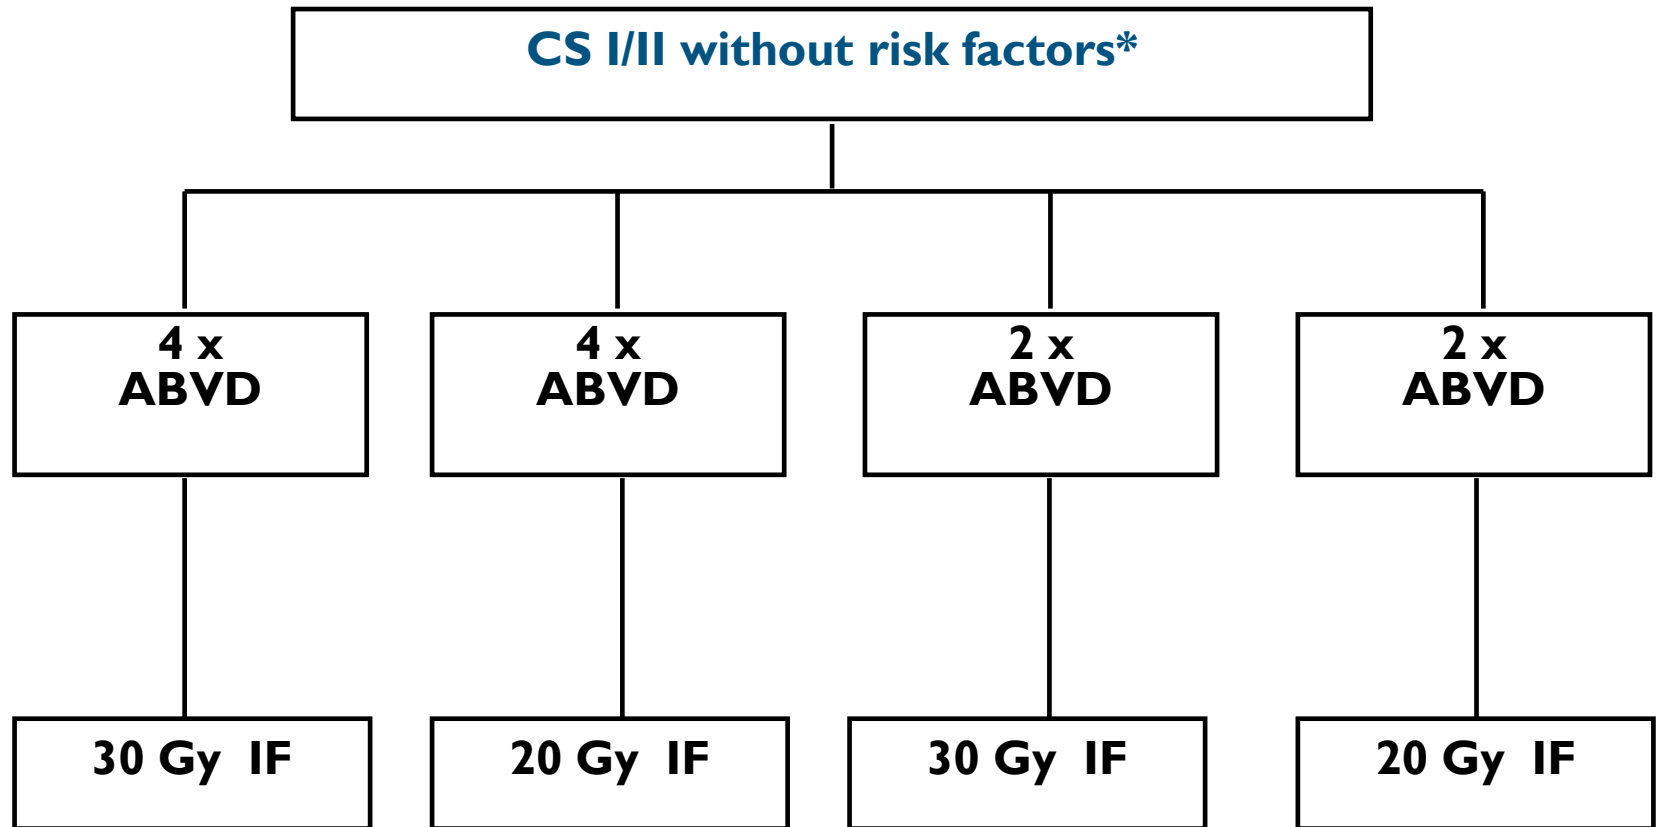 CS I/II without risk factors*
4 x
ABVD
4 x
ABVD
2 x
ABVD
2 x
ABVD
30 Gy IF
20 Gy IF
30 Gy IF
20 Gy IF